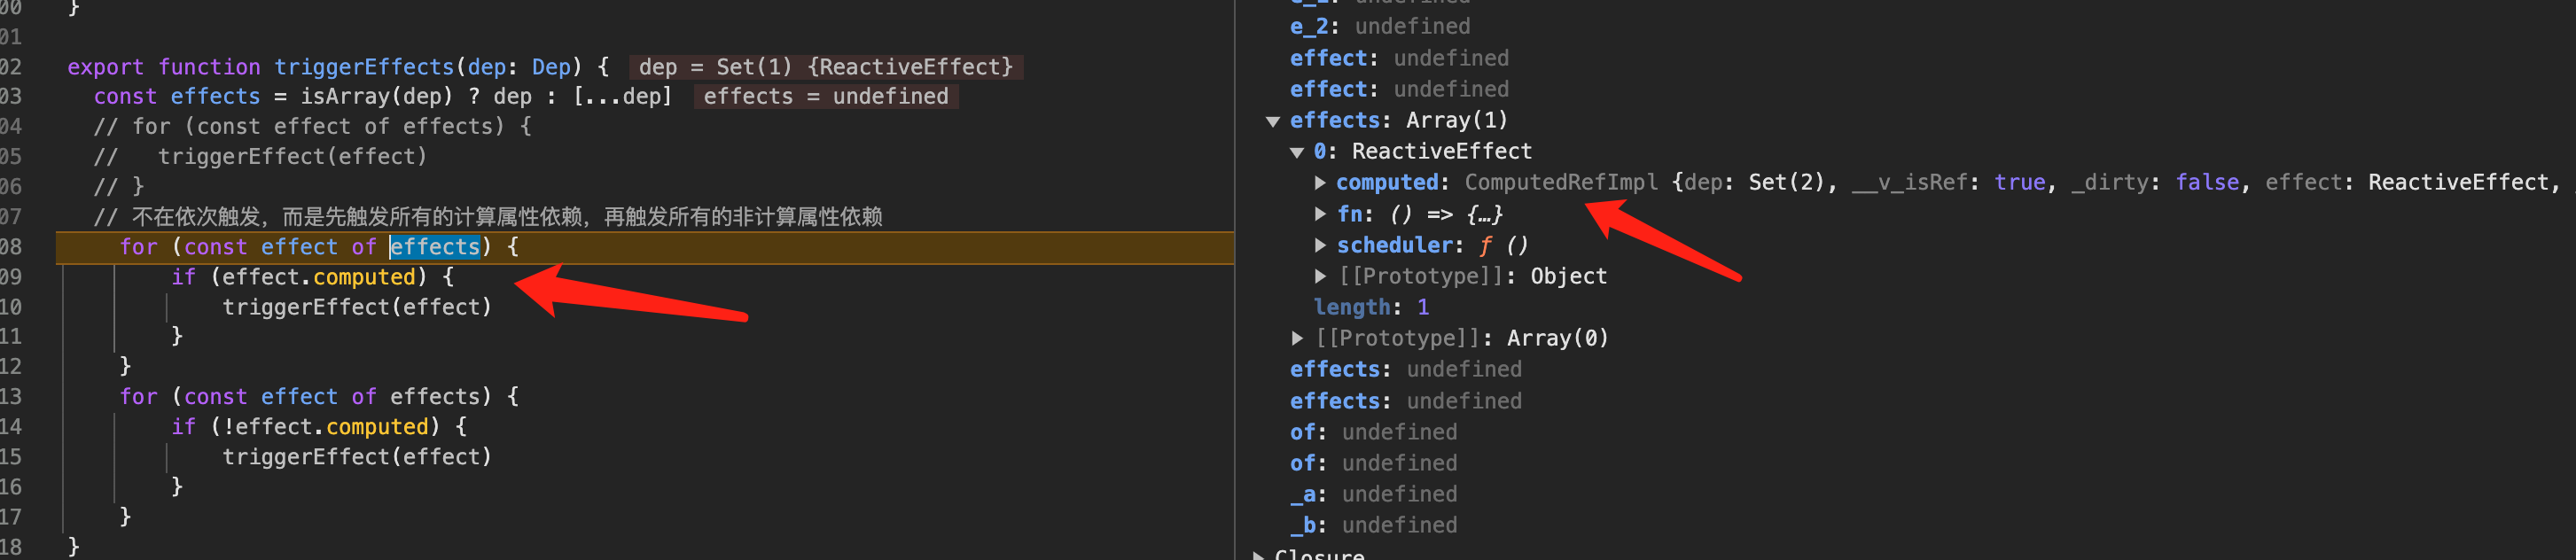 00 }
01
02 export function triggerEffects(dep: Dep) { dep = Set(1) {ReactiveEffect}
03 const effects = isArray(dep) ? dep : [...dep] effects = undefined
04 // for (const effect of effects) {
05 // triggerEffect(effect)
06 // }
07 // 不在依次触发，而是先触发所有的计算属性依赖，再触发所有的非计算属性依赖
08 for (const effect of effects) {
09 if (effect.computed) {
10 triggerEffect(effect)
11 }
12 }
13 for (const effect of effects) {
14 if (!effect.computed) {
15 triggerEffect(effect)
16 }
17 }
18 }
e_2: undefined
effect: undefined
effect: undefined
effects: Array(1)
0: ReactiveEffect
computed: ComputedRefImpl {dep: Set(2), __v_isRef: true, _dirty: false, effect: ReactiveEffect,
fn: () => {…}
scheduler: ƒ ()
[[Prototype]]: Object
length: 1
[[Prototype]]: Array(0)
effects: undefined
effects: undefined
of: undefined
of: undefined
_a: undefined
_b: undefined
Closure